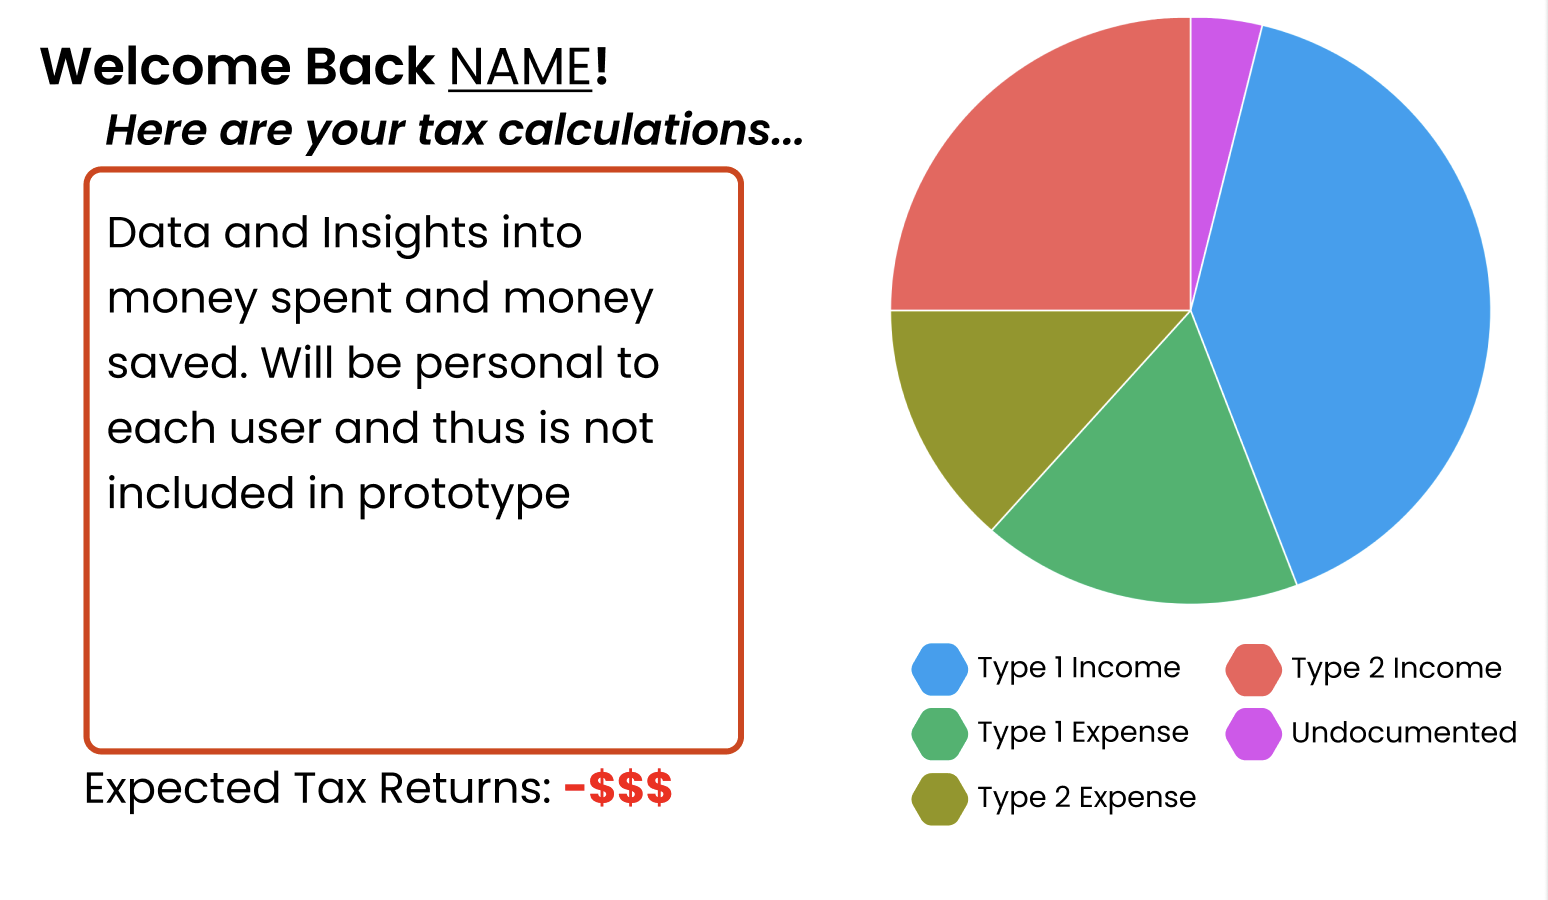 Welcome Back NAME!
Here are your tax calculations...
Data and Insights into
money spent and money
saved. Will be personal to
each user and thus is not
included in prototype
Expected Tax Returns: -$$$
Type 1 Income
Type 2 Income
Type 1 Expense
Undocumented
Type 2 Expense